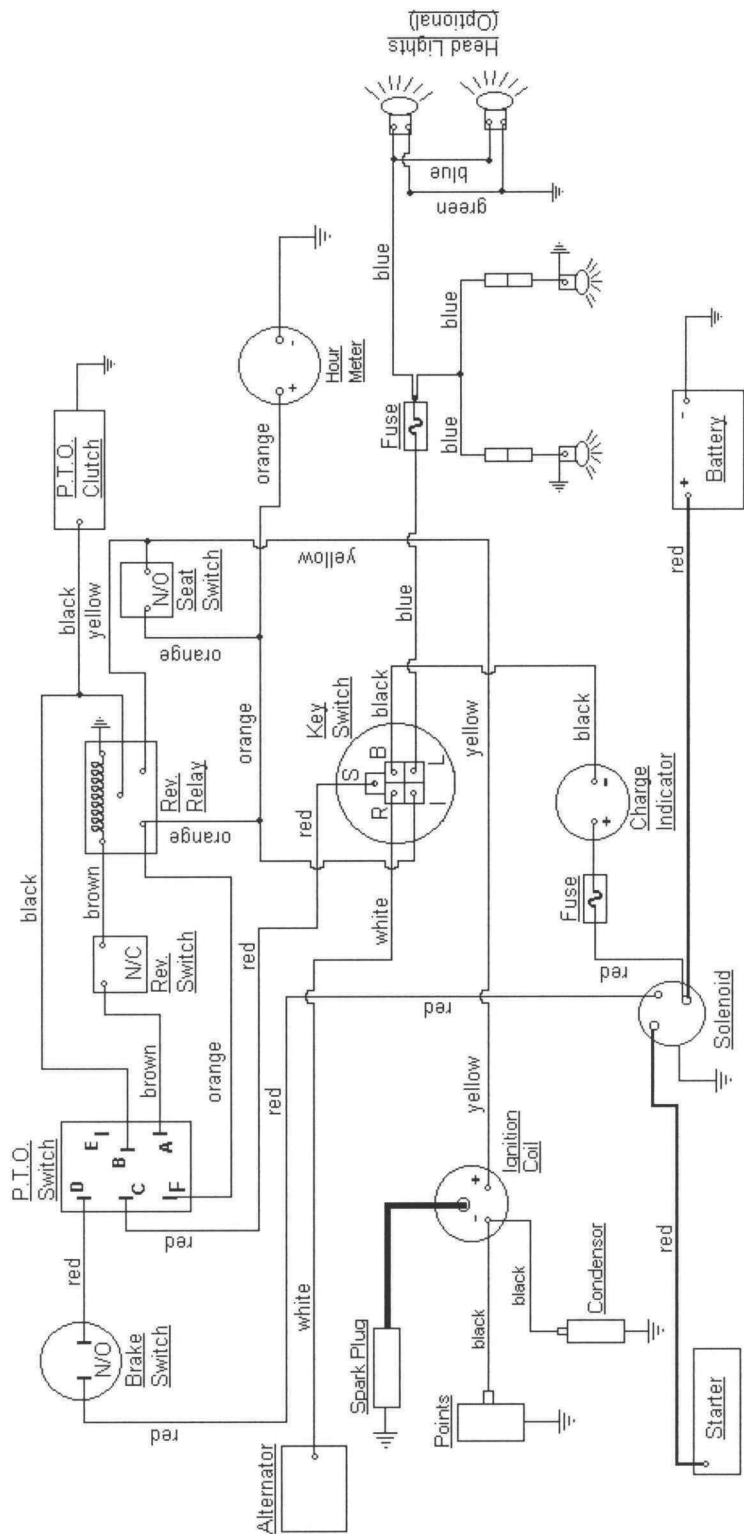 P.T.O.
Switch
D
E
B
C
A
F
Brake
Switch
N/O
red
red
red
brown
Rev.
Switch
N/C
brown
orange
black
Rev.
Relay
orange
black
yellow
P.T.O.
Clutch
N/O
Seat
Switch
orange
orange
orange
Hour
Meter
+
-
red
red
white
white
Alternator
Key
Switch
S
R
B
I
L
black
blue
yellow
Fuse
blue
blue
blue
blue
blue
green
Head Lights
(Optional)
Spark Plug
Points
black
black
Condensor
Ignition
Coil
-
+
yellow
yellow
black
Charge
Indicator
+
-
Fuse
red
red
Solenoid
red
red
Battery
+
-
Starter